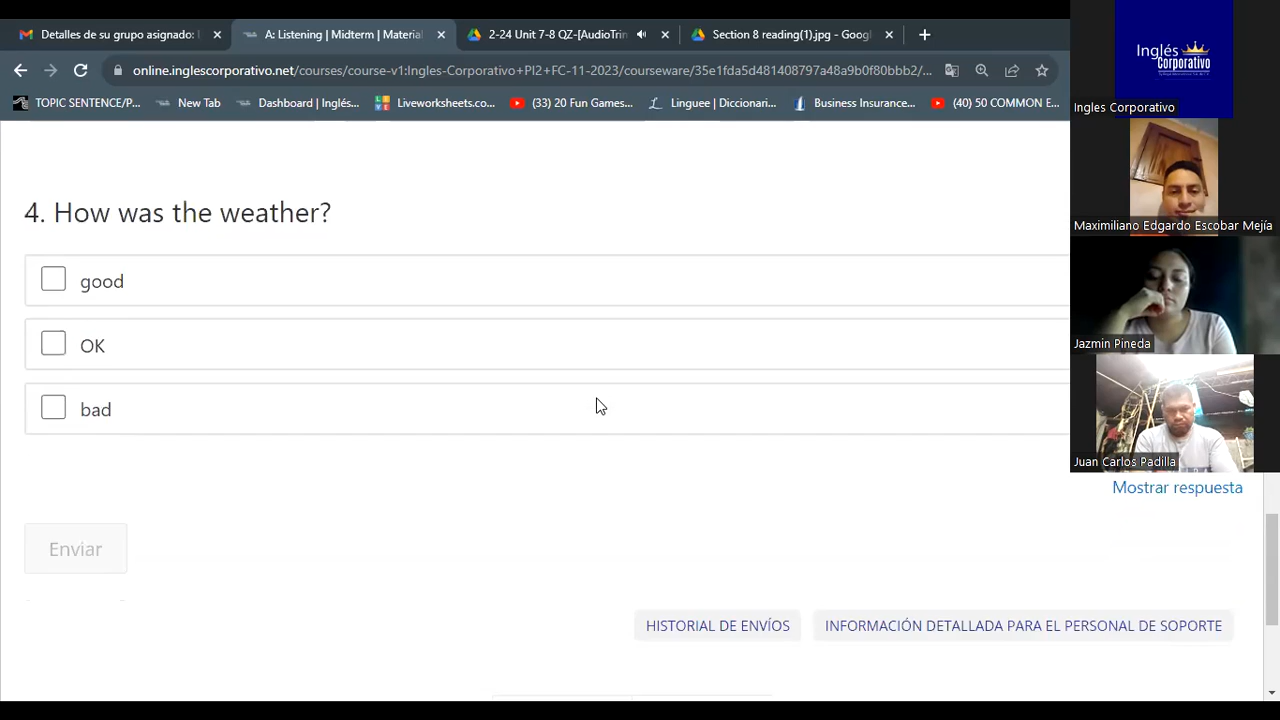 Detalles de su grupo asignado:
A: Listening | Midterm | Material
2-24 Unit 7-8 QZ-[AudioTrin
Section 8 reading(1).jpg - Googl
online.inglescorporativo.net/courses/course-v1:Ingles-Corporativo+PI2+FC-11-2023/courseware/35e1fda5d481408797a48a9b0f80bbb2/...
TOPIC SENTENCE/P...
New Tab
Dashboard | Inglés...
Liveworksheets.co...
(33) 20 Fun Games...
Linguee | Diccionari...
Business Insurance...
(40) 50 COMMON E...
4. How was the weather?
good
OK
bad
Mostrar respuesta
Enviar
HISTORIAL DE ENVÍOS
INFORMACIÓN DETALLADA PARA EL PERSONAL DE SOPORTE
Inglés
Corporativo
Ingles Corporativo
Maximiliano Edgardo Escobar Mejía
Jazmin Pineda
Juan Carlos Padilla